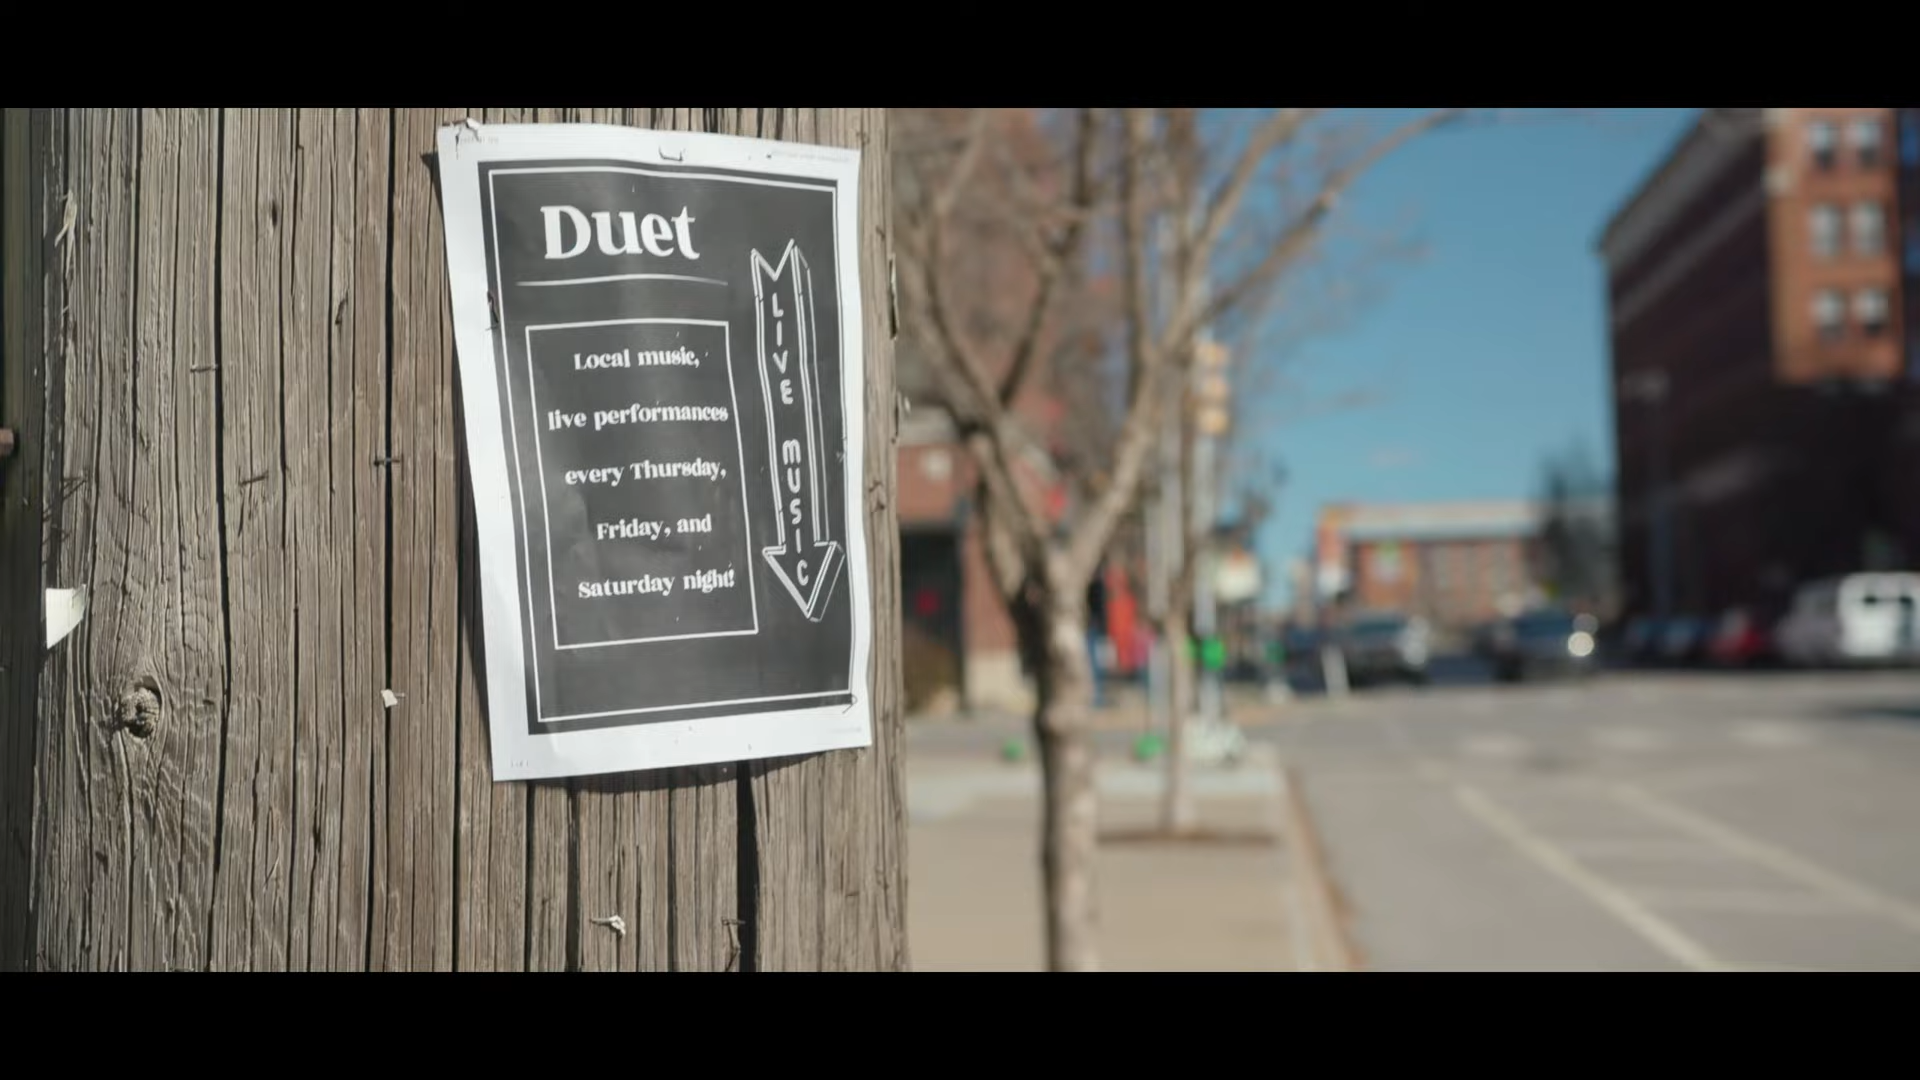 Duet
Local music,
live performances
every Thursday,
Friday, and
Saturday night!
LIVE MUSIC